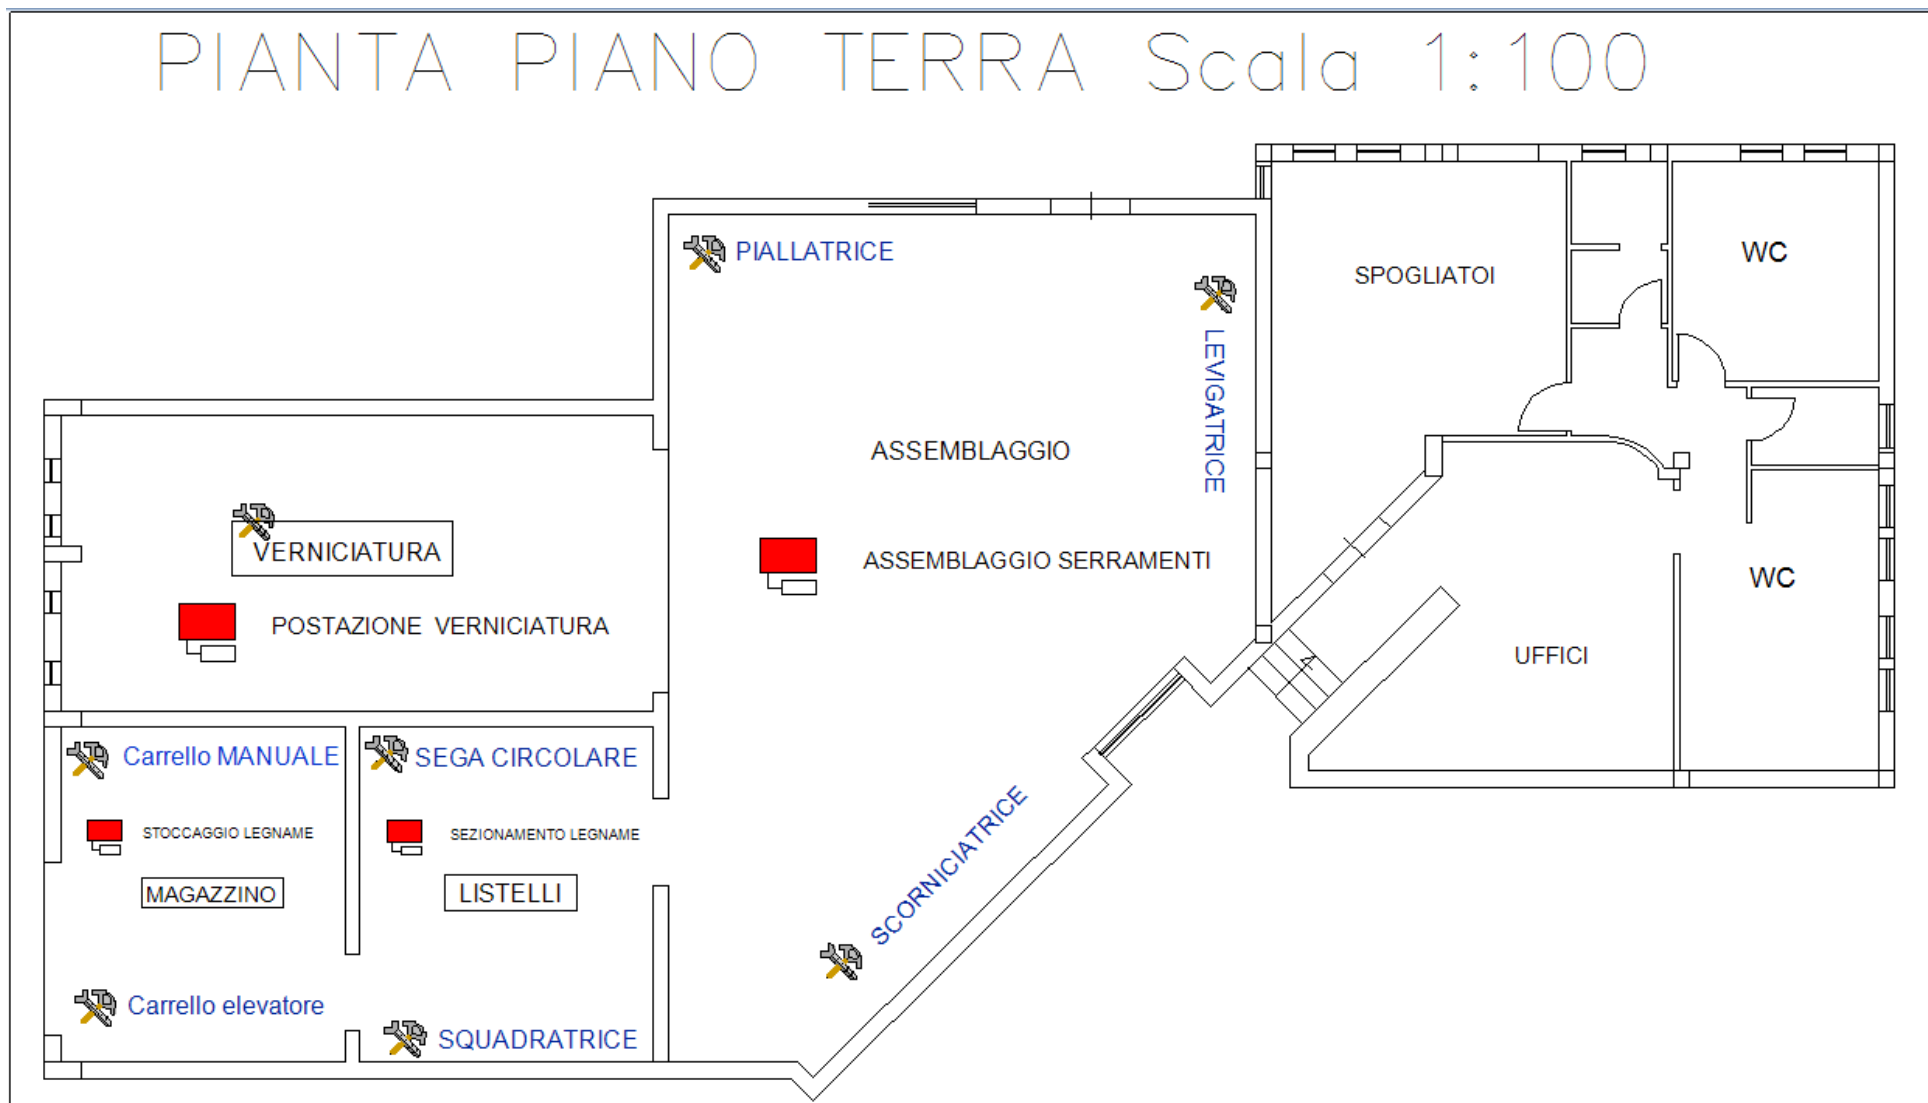 PIANTA PIANO TERRA Scala 1:100
PIALLATRICE
LEVIGATRICE
SPOGLIATOI
WC
ASSEMBLAGGIO
ASSEMBLAGGIO SERRAMENTI
VERNICIATURA
POSTAZIONE VERNICIATURA
WC
UFFICI
Carrello MANUALE
SEGA CIRCOLARE
STOCCAGGIO LEGNAME
SEZIONAMENTO LEGNAME
MAGAZZINO
LISTELLI
SCORNICIATRICE
Carrello elevatore
SQUADRATRICE